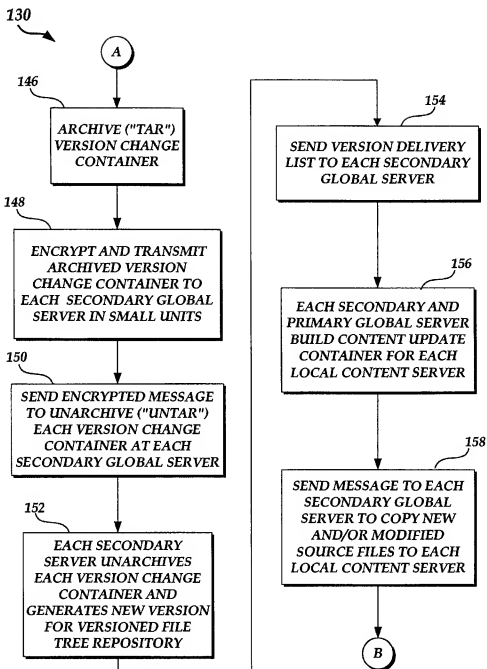 130
A
146
ARCHIVE ("TAR")
VERSION CHANGE
CONTAINER
148
ENCRYPT AND TRANSMIT
ARCHIVED VERSION
CHANGE CONTAINER TO
EACH SECONDARY GLOBAL
SERVER IN SMALL UNITS
150
SEND ENCRYPTED MESSAGE
TO UNARCHIVE ("UNTAR")
EACH VERSION CHANGE
CONTAINER AT EACH
SECONDARY GLOBAL SERVER
152
EACH SECONDARY
SERVER UNARCHIVES
EACH VERSION CHANGE
CONTAINER AND
GENERATES NEW VERSION
FOR VERSIONED FILE
TREE REPOSITORY
154
SEND VERSION DELIVERY
LIST TO EACH SECONDARY
GLOBAL SERVER
156
EACH SECONDARY AND
PRIMARY GLOBAL SERVER
BUILD CONTENT UPDATE
CONTAINER FOR EACH
LOCAL CONTENT SERVER
158
SEND MESSAGE TO EACH
SECONDARY GLOBAL
SERVER TO COPY NEW
AND/OR MODIFIED
SOURCE FILES TO EACH
LOCAL CONTENT SERVER
B